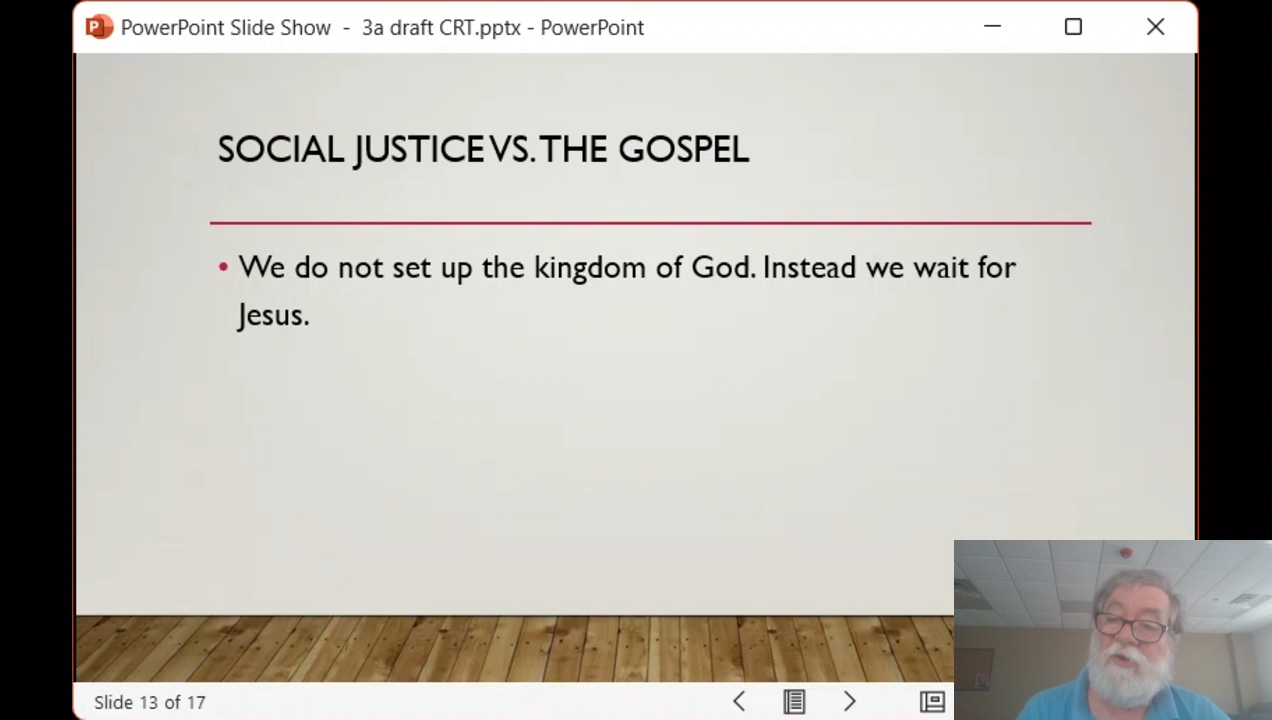 PowerPoint Slide Show - 3a draft CRT.pptx - PowerPoint
SOCIAL JUSTICE VS. THE GOSPEL
• We do not set up the kingdom of God. Instead we wait for
Jesus.
Slide 13 of 17